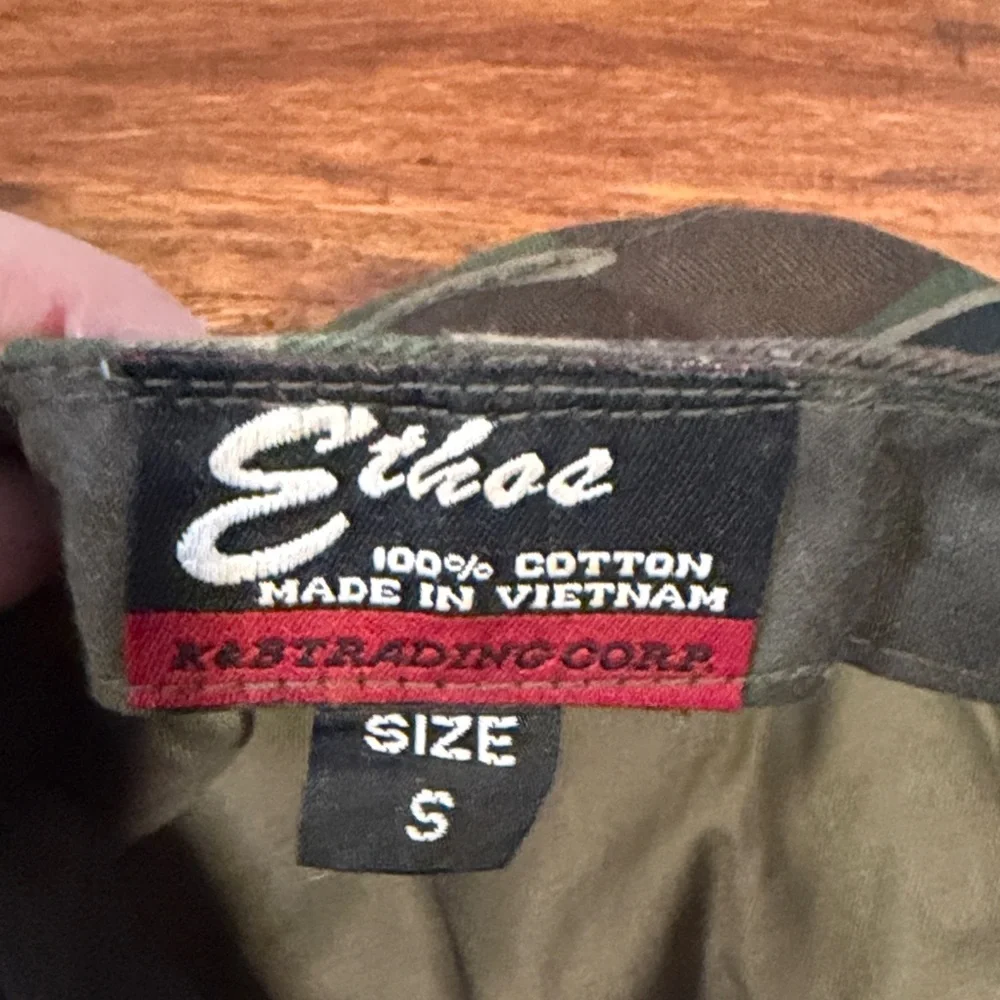 Ethos
100% COTTON
MADE IN VIETNAM
K&B TRADING CORP.
SIZE
S